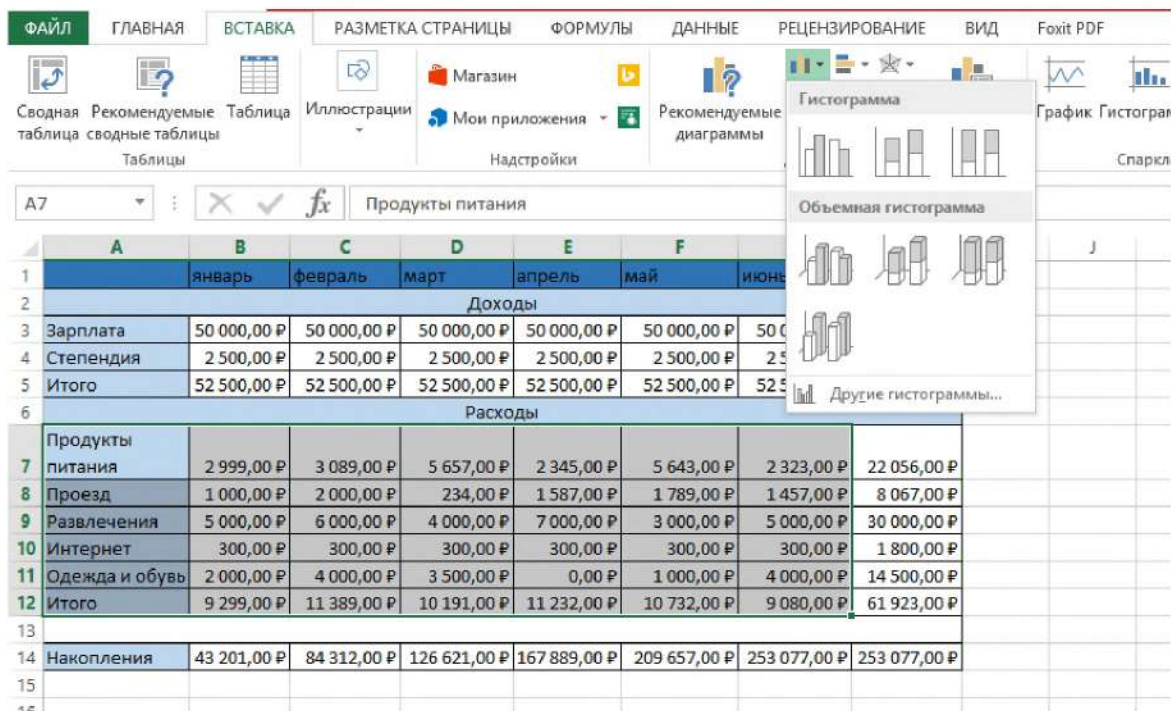 ФАЙЛ ГЛАВНАЯ ВСТАВКА РАЗМЕТКА СТРАНИЦЫ ФОРМУЛЫ ДАННЫЕ РЕЦЕНЗИРОВАНИЕ ВИД Foxit PDF
Сводная таблица
Рекомендуемые сводные таблицы
Таблица
Таблицы
Иллюстрации
Магазин
Мои приложения
Надстройки
Рекомендуемые диаграммы
Гистограмма
Объемная гистограмма
Другие гистограммы...
График Гистограм
Спаркл
A7 fx Продукты питания
A B C D E F J
1 январь февраль март апрель май июнь
2 Доходы
3 Зарплата 50 000,00 ₽ 50 000,00 ₽ 50 000,00 ₽ 50 000,00 ₽ 50 000,00 ₽ 50 0
4 Степендия 2 500,00 ₽ 2 500,00 ₽ 2 500,00 ₽ 2 500,00 ₽ 2 500,00 ₽ 2 5
5 Итого 52 500,00 ₽ 52 500,00 ₽ 52 500,00 ₽ 52 500,00 ₽ 52 500,00 ₽ 52 5
6 Расходы
Продукты
7 питания 2 999,00 ₽ 3 089,00 ₽ 5 657,00 ₽ 2 345,00 ₽ 5 643,00 ₽ 2 323,00 ₽ 22 056,00 ₽
8 Проезд 1 000,00 ₽ 2 000,00 ₽ 234,00 ₽ 1 587,00 ₽ 1 789,00 ₽ 1 457,00 ₽ 8 067,00 ₽
9 Развлечения 5 000,00 ₽ 6 000,00 ₽ 4 000,00 ₽ 7 000,00 ₽ 3 000,00 ₽ 5 000,00 ₽ 30 000,00 ₽
10 Интернет 300,00 ₽ 300,00 ₽ 300,00 ₽ 300,00 ₽ 300,00 ₽ 300,00 ₽ 1 800,00 ₽
11 Одежда и обувь 2 000,00 ₽ 4 000,00 ₽ 3 500,00 ₽ 0,00 ₽ 1 000,00 ₽ 4 000,00 ₽ 14 500,00 ₽
12 Итого 9 299,00 ₽ 11 389,00 ₽ 10 191,00 ₽ 11 232,00 ₽ 10 732,00 ₽ 9 080,00 ₽ 61 923,00 ₽
13
14 Накопления 43 201,00 ₽ 84 312,00 ₽ 126 621,00 ₽ 167 889,00 ₽ 209 657,00 ₽ 253 077,00 ₽ 253 077,00 ₽
15